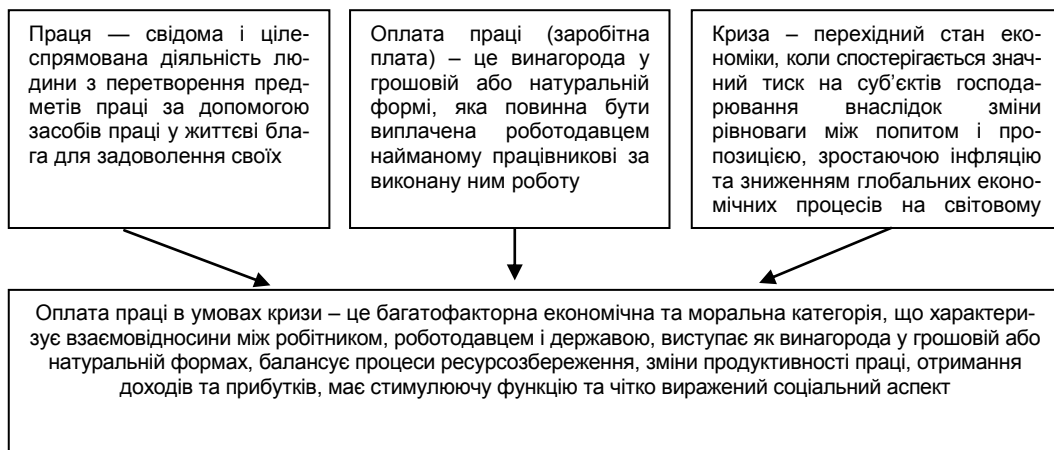 Праця — свідома і ціле-
спрямована діяльність лю-
дини з перетворення пред-
метів праці за допомогою
засобів праці у життєві бла-
га для задоволення своїх
Оплата праці (заробітна
плата) – це винагорода у
грошовій або натуральній
формі, яка повинна бути
виплачена роботодавцем
найманому працівникові за
виконану ним роботу
Криза – перехідний стан еко-
номіки, коли спостерігається знач-
ний тиск на суб’єктів господа-
рювання внаслідок зміни
рівноваги між попитом і про-
позицією, зростаючою інфляцію
та зниженням глобальних еконо-
мічних процесів на світовому
Оплата праці в умовах кризи – це багатофакторна економічна та моральна категорія, що характери-
зує взаємовідносини між робітником, роботодавцем і державою, виступає як винагорода у грошовій або
натуральній формах, балансує процеси ресурсозбереження, зміни продуктивності праці, отримання
доходів та прибутків, має стимулюючу функцію та чітко виражений соціальний аспект